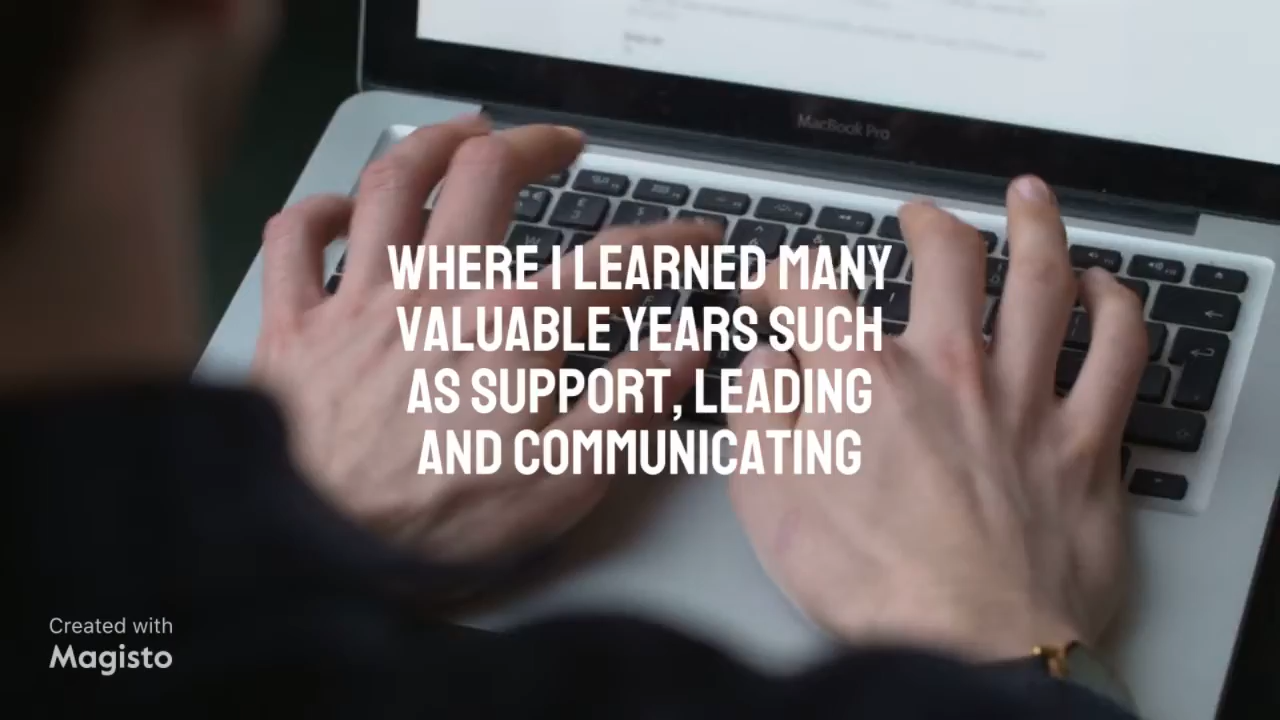 MacBook Pro
WHERE I LEARNED MANY
VALUABLE YEARS SUCH
AS SUPPORT, LEADING
AND COMMUNICATING
Created with
Magisto